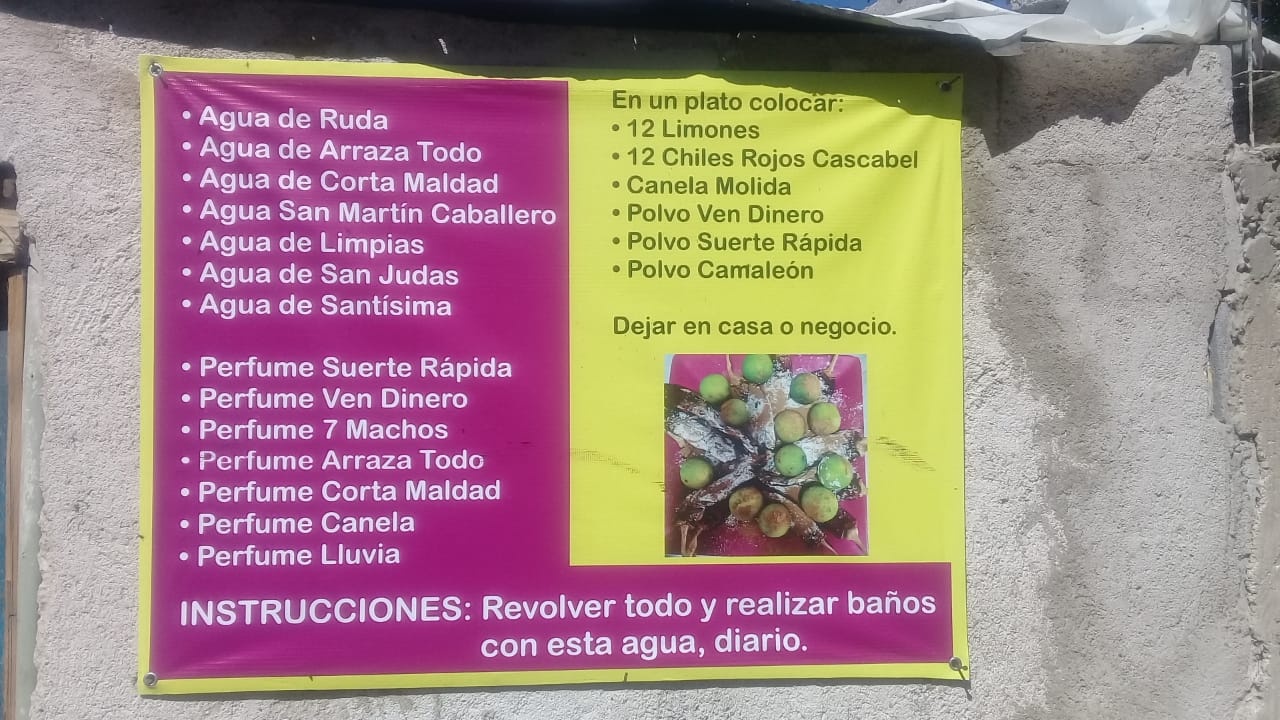 • Agua de Ruda
• Agua de Arraza Todo
• Agua de Corta Maldad
• Agua San Martín Caballero
• Agua de Limpias
• Agua de San Judas
• Agua de Santísima
• Perfume Suerte Rápida
• Perfume Ven Dinero
• Perfume 7 Machos
• Perfume Arraza Todo
• Perfume Corta Maldad
• Perfume Canela
• Perfume Lluvia
En un plato colocar:
• 12 Limones
• 12 Chiles Rojos Cascabel
• Canela Molida
• Polvo Ven Dinero
• Polvo Suerte Rápida
• Polvo Camaleón
Dejar en casa o negocio.
INSTRUCCIONES: Revolver todo y realizar baños
con esta agua, diario.